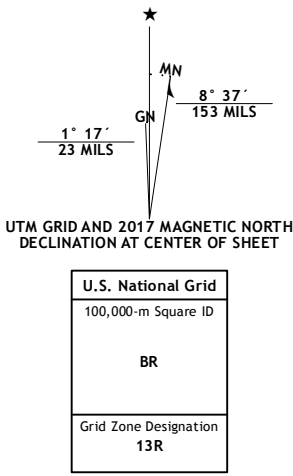 ★
MN
8° 37´
153 MILS
GN
1° 17´
23 MILS
UTM GRID AND 2017 MAGNETIC NORTH
DECLINATION AT CENTER OF SHEET
U.S. National Grid
100,000-m Square ID
BR
Grid Zone Designation
13R